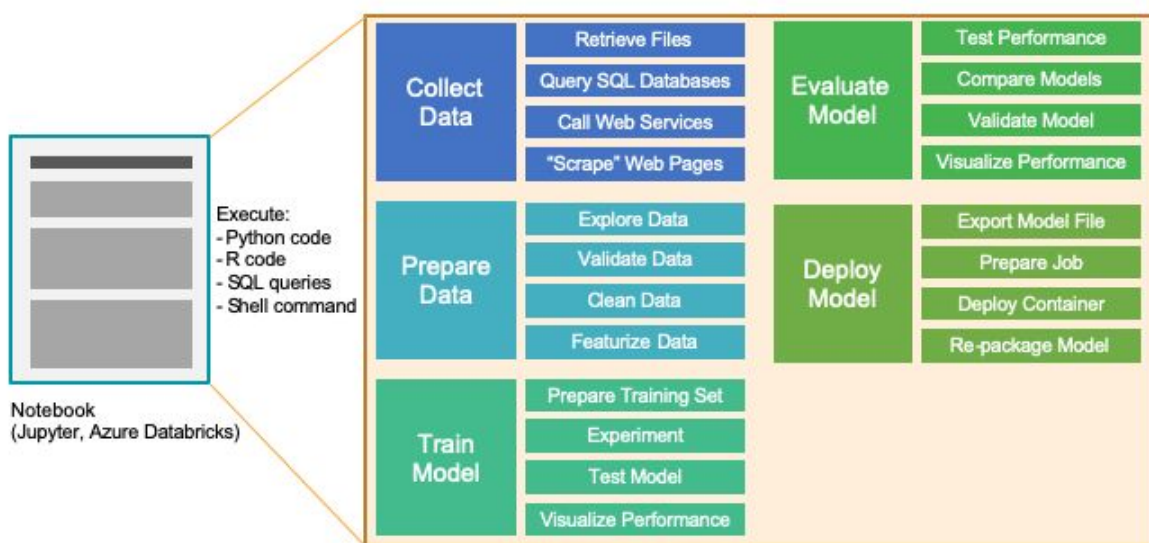 Execute:
- Python code
- R code
- SQL queries
- Shell command
Notebook
(Jupyter, Azure Databricks)
Collect
Data
Retrieve Files
Query SQL Databases
Call Web Services
“Scrape” Web Pages
Prepare
Data
Explore Data
Validate Data
Clean Data
Featurize Data
Train
Model
Prepare Training Set
Experiment
Test Model
Visualize Performance
Evaluate
Model
Test Performance
Compare Models
Validate Model
Visualize Performance
Deploy
Model
Export Model File
Prepare Job
Deploy Container
Re-package Model